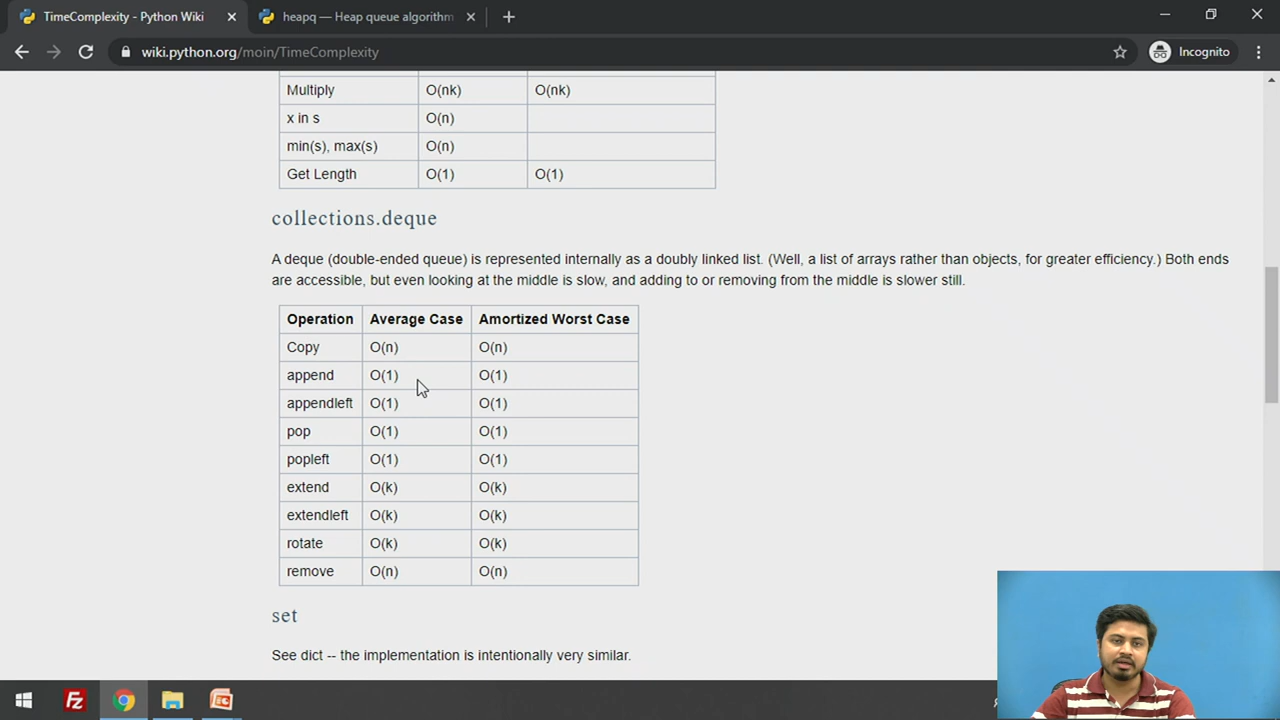 TimeComplexity - Python Wiki
heapq — Heap queue algorithm
wiki.python.org/moin/TimeComplexity
Incognito
Multiply O(nk) O(nk)
x in s O(n)
min(s), max(s) O(n)
Get Length O(1) O(1)
collections.deque
A deque (double-ended queue) is represented internally as a doubly linked list. (Well, a list of arrays rather than objects, for greater efficiency.) Both ends
are accessible, but even looking at the middle is slow, and adding to or removing from the middle is slower still.
Operation Average Case Amortized Worst Case
Copy O(n) O(n)
append O(1) O(1)
appendleft O(1) O(1)
pop O(1) O(1)
popleft O(1) O(1)
extend O(k) O(k)
extendleft O(k) O(k)
rotate O(k) O(k)
remove O(n) O(n)
set
See dict -- the implementation is intentionally very similar.